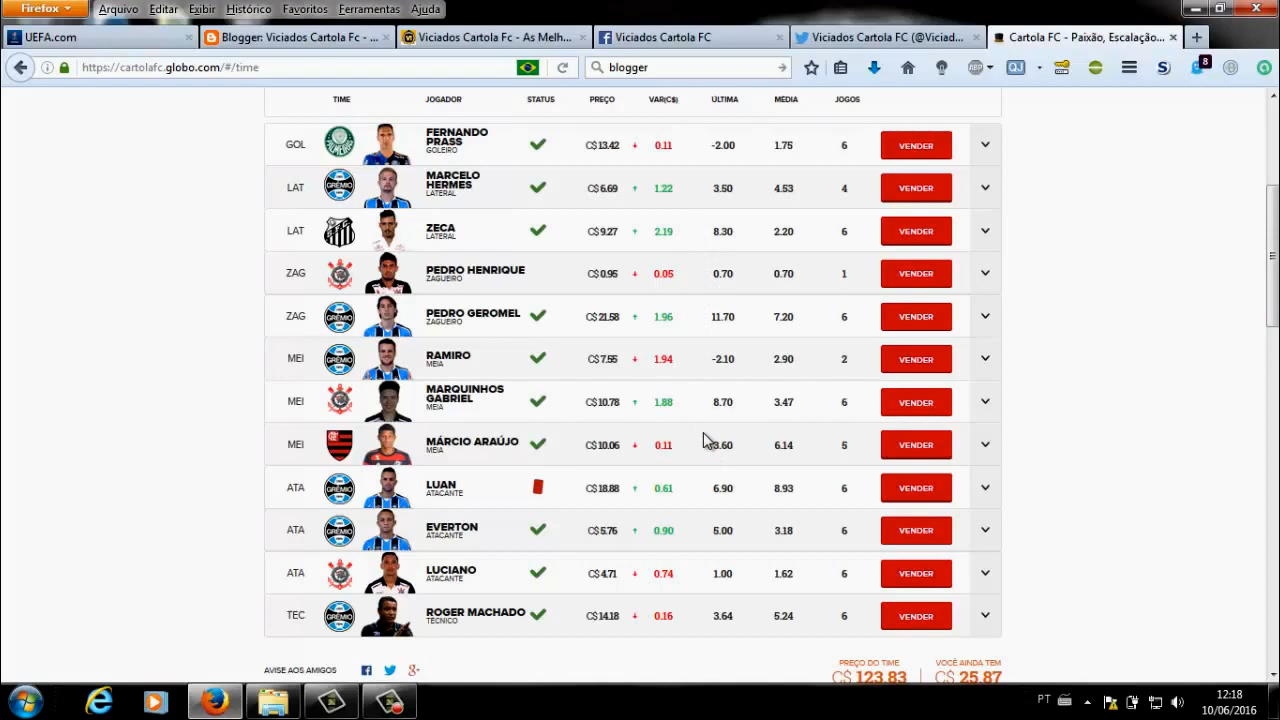 Firefox
Arquivo Editar Exibir Histórico Favoritos Ferramentas Ajuda
UEFA.com
Blogger: Viciados Cartola Fc - ...
Viciados Cartola Fc - As Melh...
Viciados Cartola FC
Viciados Cartola FC (@Viciad...
Cartola FC - Paixão, Escalação...
https://cartolafc.globo.com/#/time
blogger
ABP
8
TIME JOGADOR STATUS PREÇO VAR(C$) ÚLTIMA MÉDIA JOGOS
GOL FERNANDO PRASS GOLEIRO C$ 13.42 0.11 -2.00 1.75 6 VENDER
LAT MARCELO HERMES LATERAL C$ 6.69 1.22 3.50 4.53 4 VENDER
LAT ZECA LATERAL C$ 9.27 2.19 8.30 2.20 6 VENDER
ZAG PEDRO HENRIQUE ZAGUEIRO C$ 0.96 0.05 0.70 0.70 1 VENDER
ZAG PEDRO GEROMEL ZAGUEIRO C$ 21.58 1.96 11.70 7.20 6 VENDER
MEI RAMIRO MEIA C$ 7.55 1.94 -2.10 2.90 2 VENDER
MEI MARQUINHOS GABRIEL MEIA C$ 10.78 1.88 8.70 3.47 6 VENDER
MEI MÁRCIO ARAÚJO MEIA C$ 10.06 0.11 3.60 6.14 5 VENDER
ATA LUAN ATACANTE C$ 18.88 0.61 6.90 8.93 6 VENDER
ATA EVERTON ATACANTE C$ 5.76 0.90 5.00 3.18 6 VENDER
ATA LUCIANO ATACANTE C$ 4.71 0.74 1.00 1.62 6 VENDER
TEC ROGER MACHADO TÉCNICO C$ 14.18 0.16 3.64 5.24 6 VENDER
AVISE AOS AMIGOS
PREÇO DO TIME
C$ 123.83
VOCÊ AINDA TEM
C$ 25.87
PT
12:18
10/06/2016